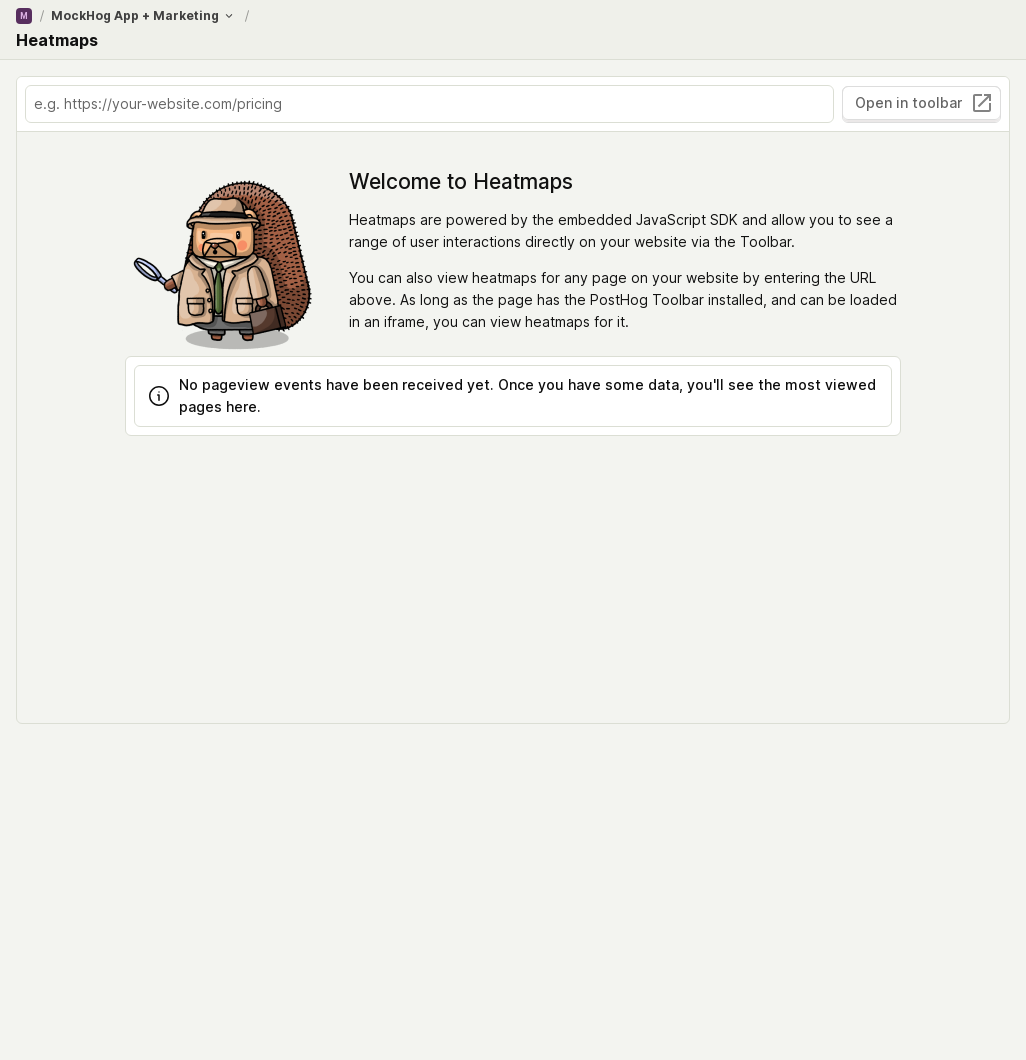 M / MockHog App + Marketing /
Heatmaps
e.g. https://your-website.com/pricing
Open in toolbar
Welcome to Heatmaps
Heatmaps are powered by the embedded JavaScript SDK and allow you to see a
range of user interactions directly on your website via the Toolbar.
You can also view heatmaps for any page on your website by entering the URL
above. As long as the page has the PostHog Toolbar installed, and can be loaded
in an iframe, you can view heatmaps for it.
No pageview events have been received yet. Once you have some data, you'll see the most viewed
pages here.